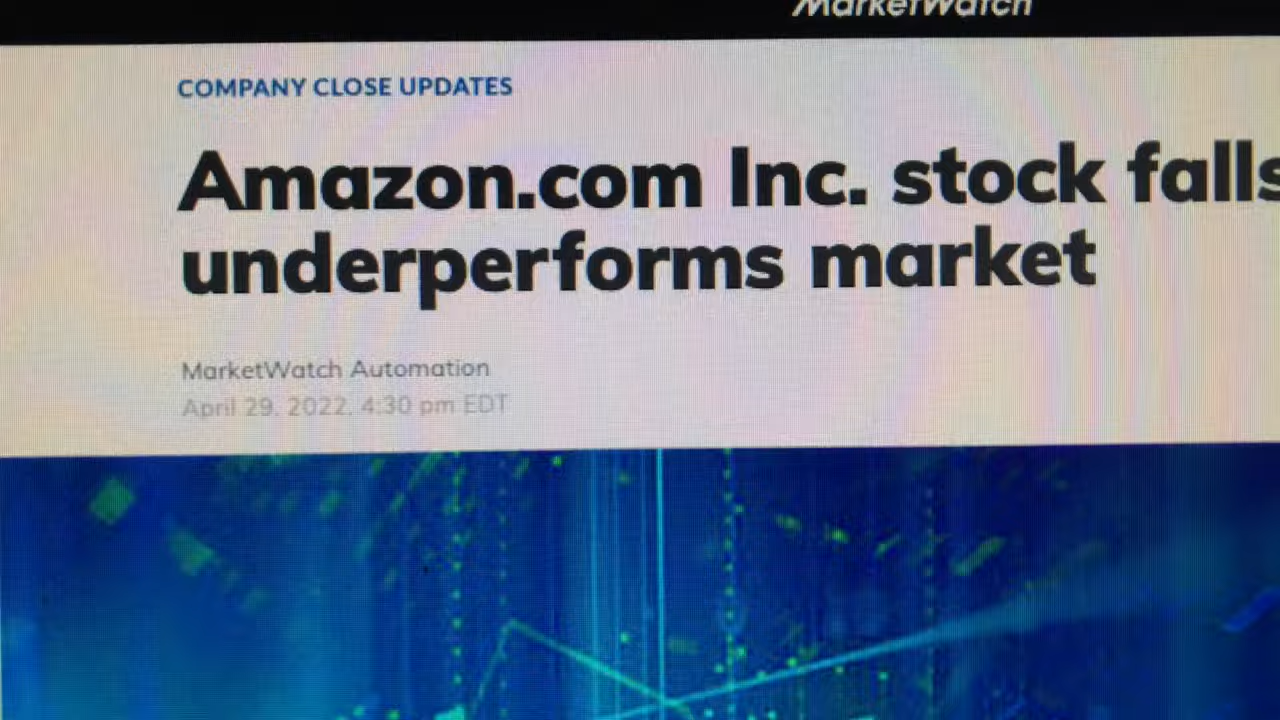 MarketWatch
COMPANY CLOSE UPDATES
Amazon.com Inc. stock falls
underperforms market
MarketWatch Automation
April 29, 2022, 4:30 pm EDT